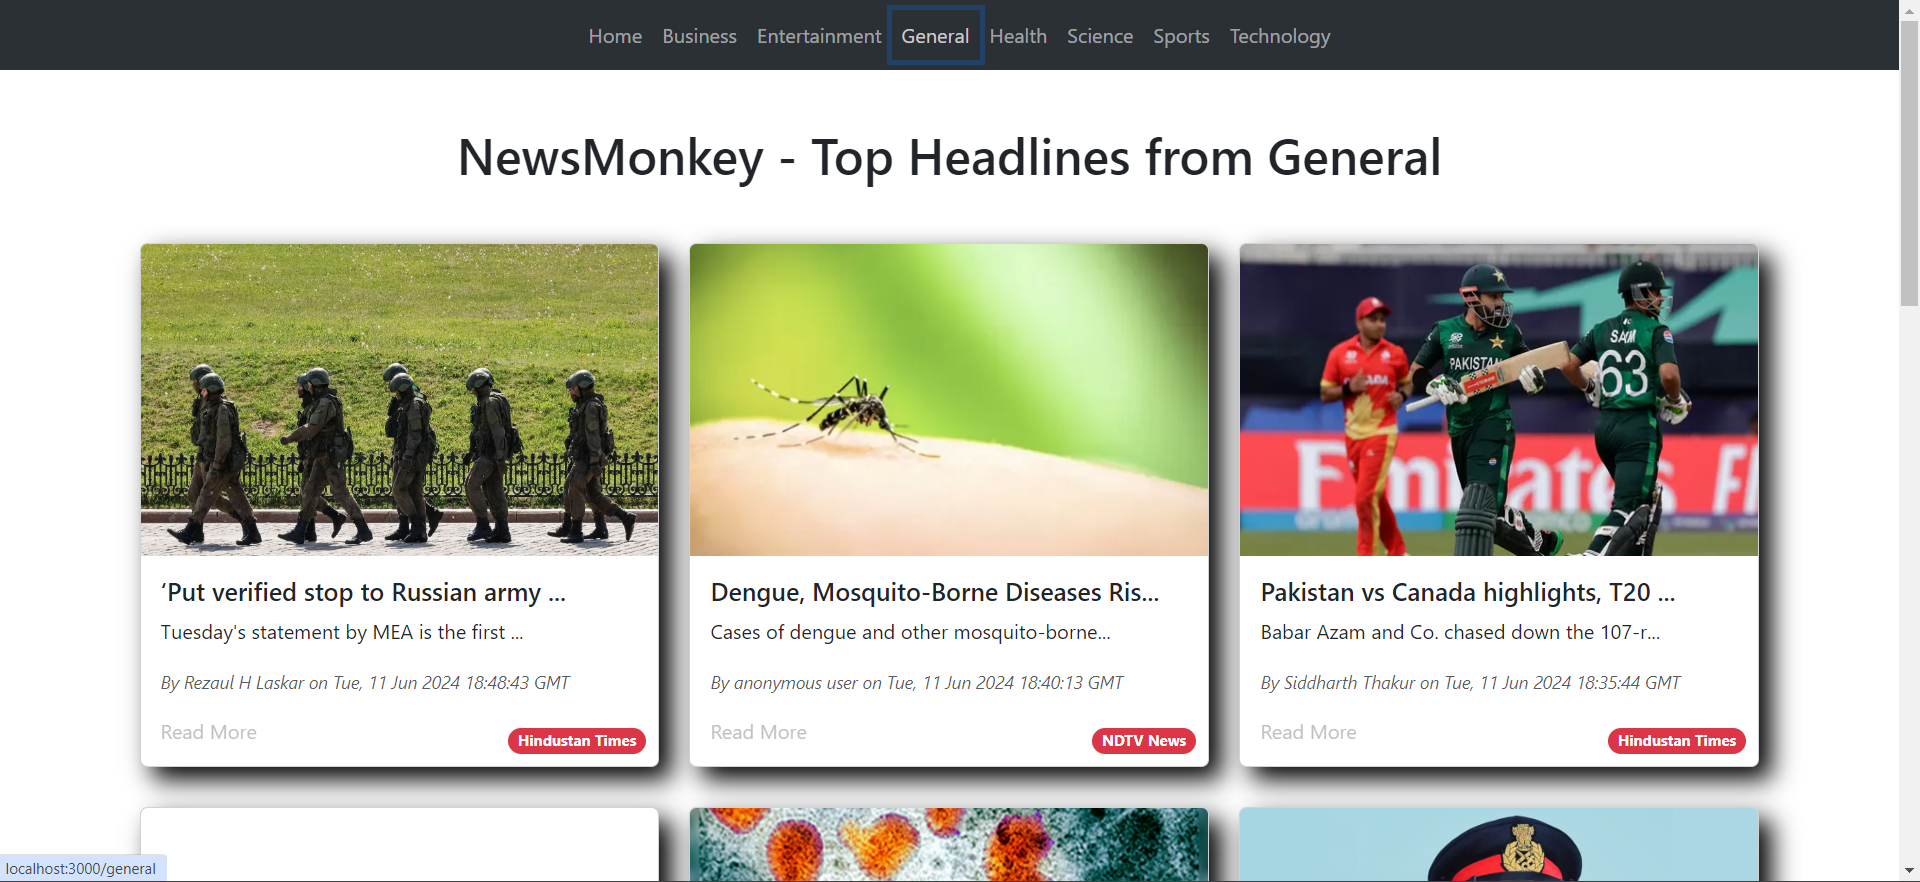 Home Business Entertainment General Health Science Sports Technology
NewsMonkey - Top Headlines from General
SAIM
PAKISTAN
63
Emirates
‘Put verified stop to Russian army ...
Tuesday's statement by MEA is the first ...
By Rezaul H Laskar on Tue, 11 Jun 2024 18:48:43 GMT
Read More
Hindustan Times
Dengue, Mosquito-Borne Diseases Ris...
Cases of dengue and other mosquito-borne...
By anonymous user on Tue, 11 Jun 2024 18:40:13 GMT
Read More
NDTV News
Pakistan vs Canada highlights, T20 ...
Babar Azam and Co. chased down the 107-r...
By Siddharth Thakur on Tue, 11 Jun 2024 18:35:44 GMT
Read More
Hindustan Times
localhost:3000/general